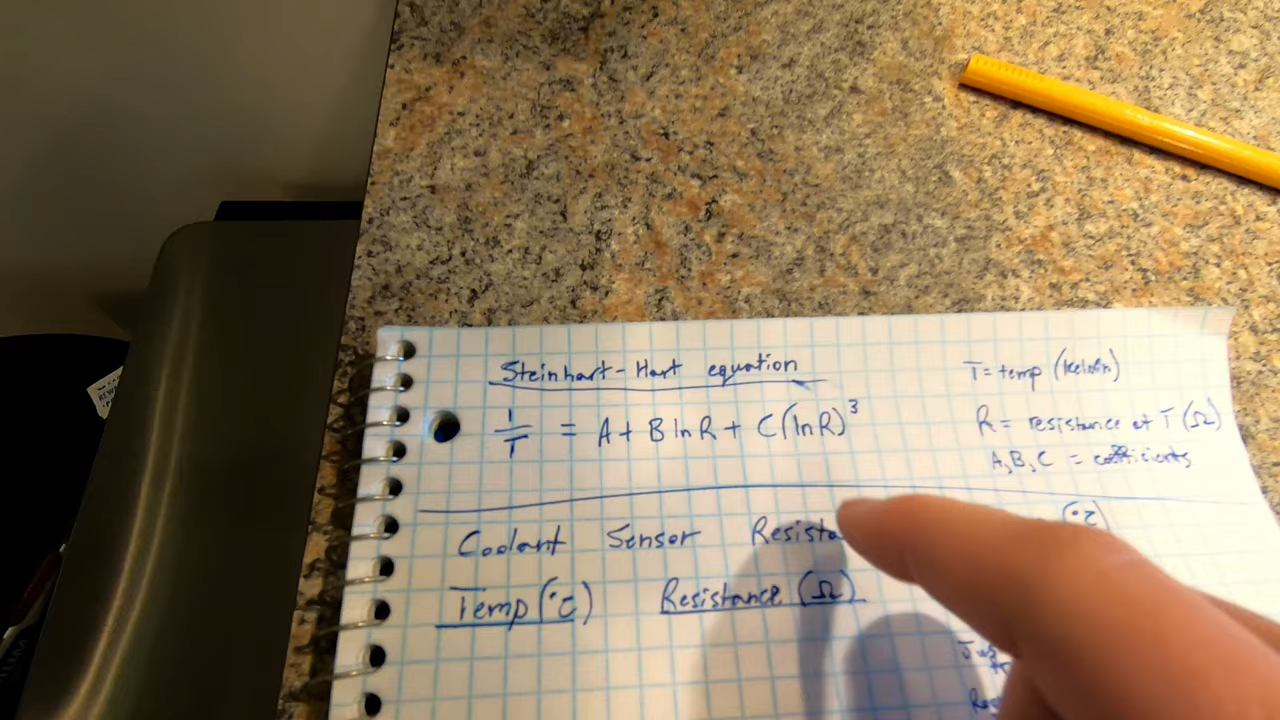 Steinhart-Hart equation
1/T = A + B ln R + C (ln R)³
T = temp (Kelvin)
R = resistance at T (Ω)
A, B, C = coefficients
Coolant Sensor Resista
(°C)
Temp (°C) Resistance (Ω)